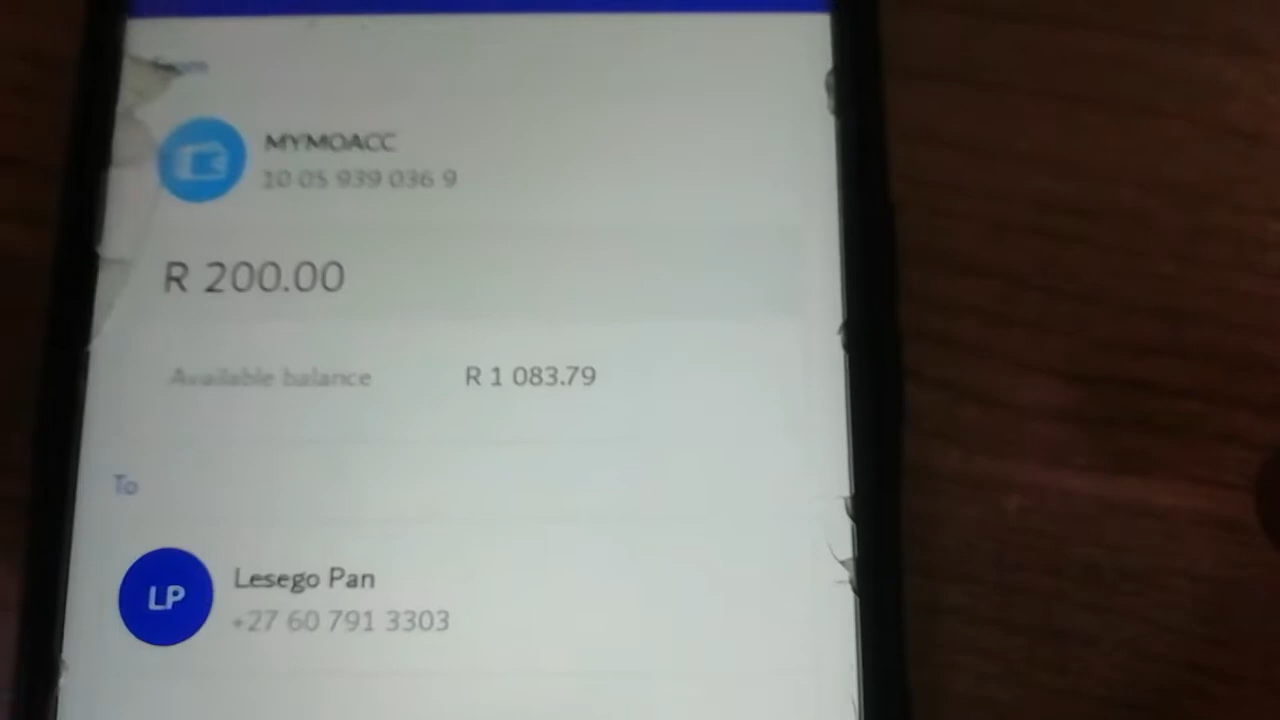 From
MYMOACC
10 05 939 036 9
R 200.00
Available balance R 1 083.79
To
LP
Lesego Pan
+27 60 791 3303